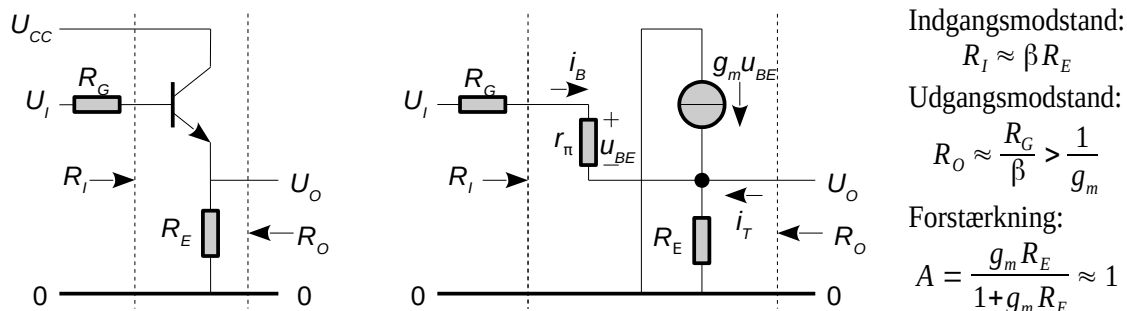 U_CC
R_G
U_I
R_I
U_O
R_E
R_O
0
0
i_B
g_m u_BE
R_G
U_I
r_π
+
u_BE
−
R_I
U_O
i_T
R_E
R_O
0
0
Indgangsmodstand:
R_I ≈ β R_E
Udgangsmodstand:
R_O ≈ R_G / β > 1 / g_m
Forstærkning:
A = g_m R_E / 1 + g_m R_E ≈ 1